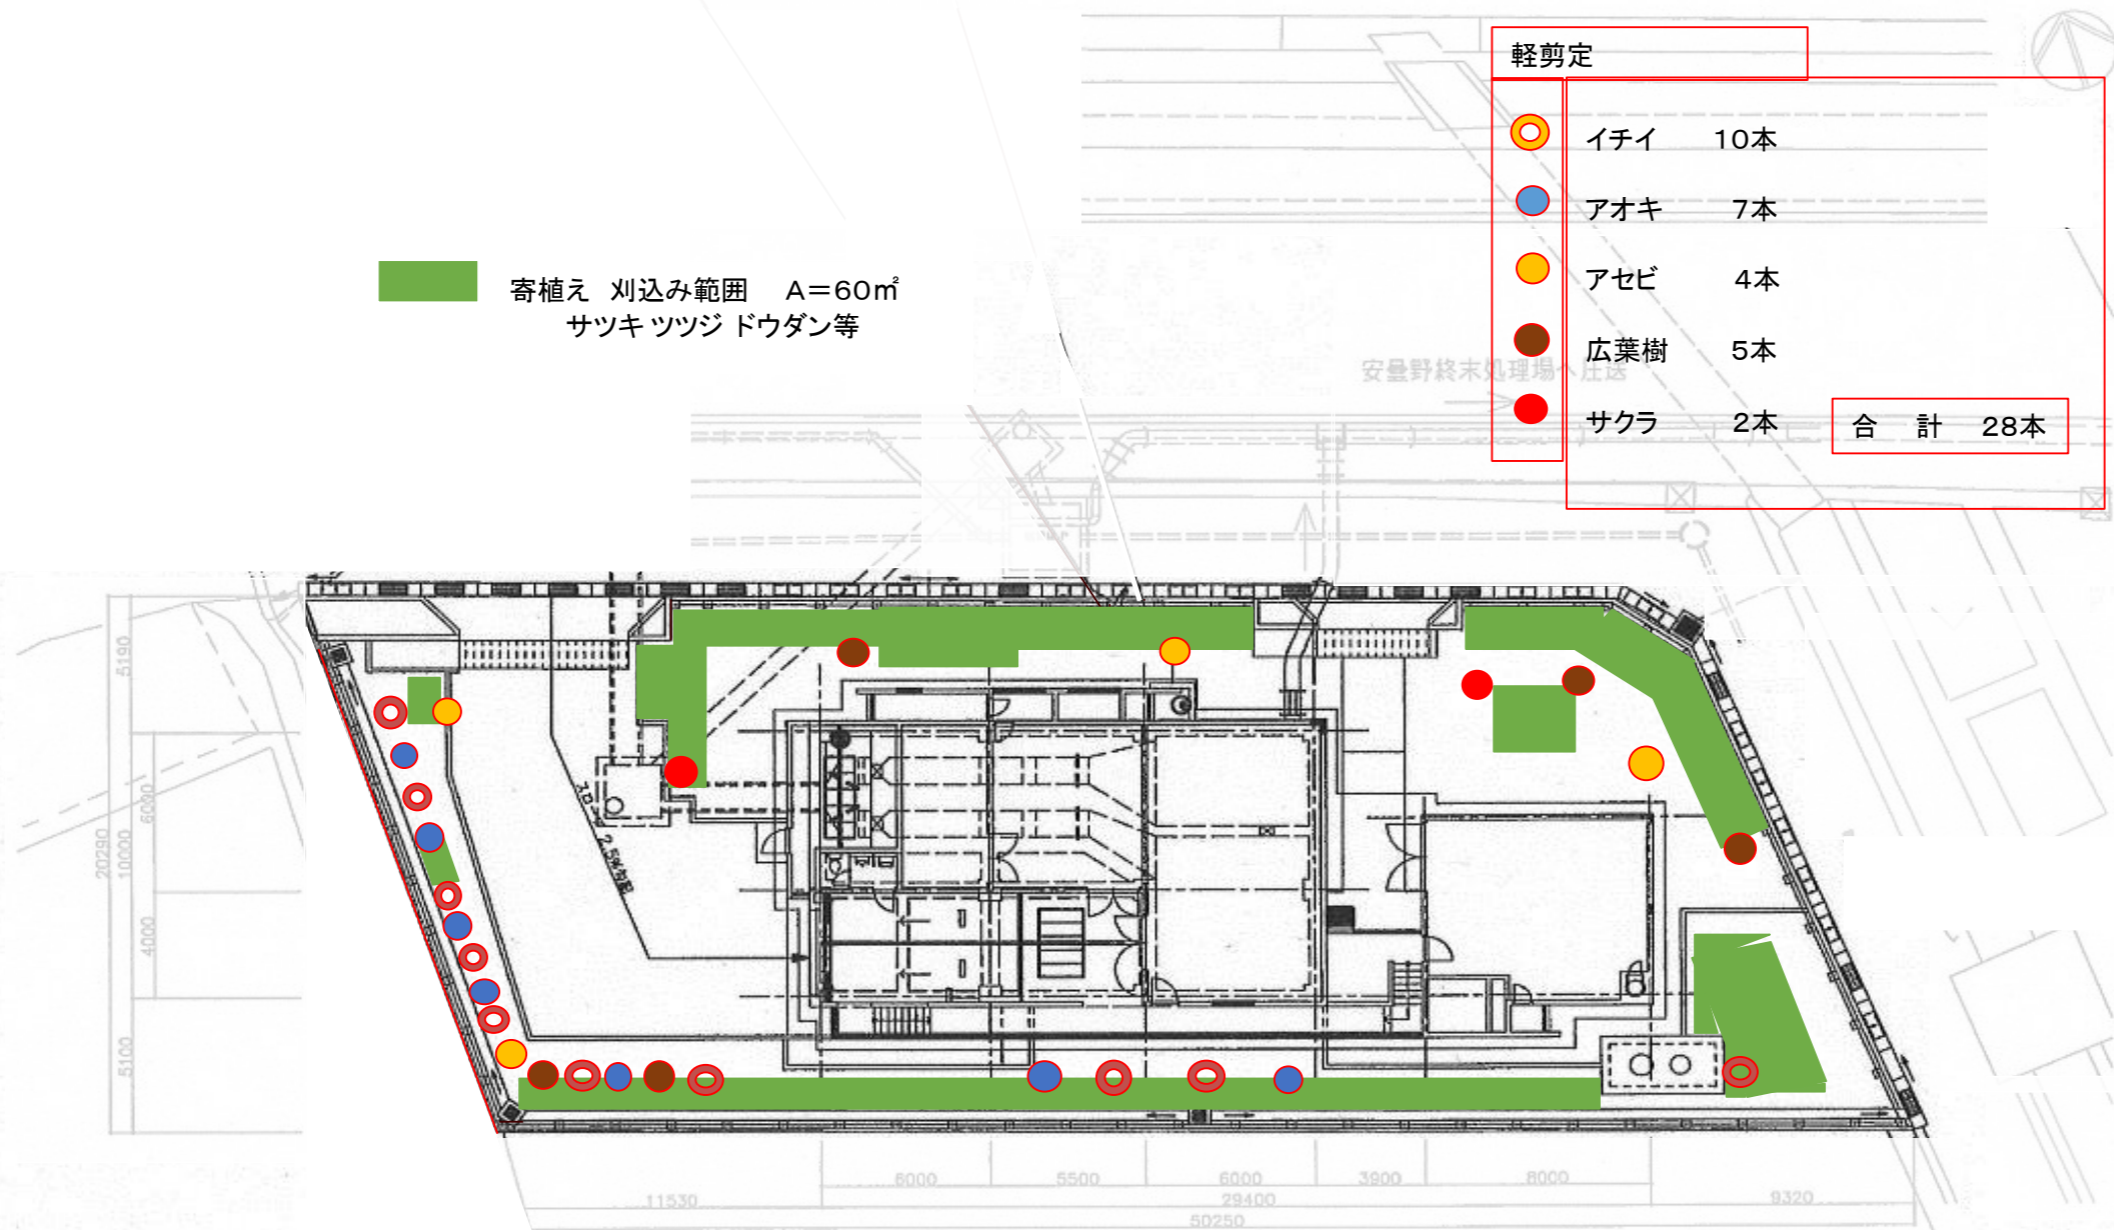 軽剪定
イチイ 10本
アオキ 7本
アセビ 4本
広葉樹 5本
サクラ 2本
合 計 28本
寄植え 刈込み範囲 A=60㎡
サツキ ツツジ ドウダン等
安曇野終末処理場へ圧送
5190
6000
20290
10000
4000
5100
2.5%勾配
6000
5500
6000
3900
8000
11530
29400
9320
50250